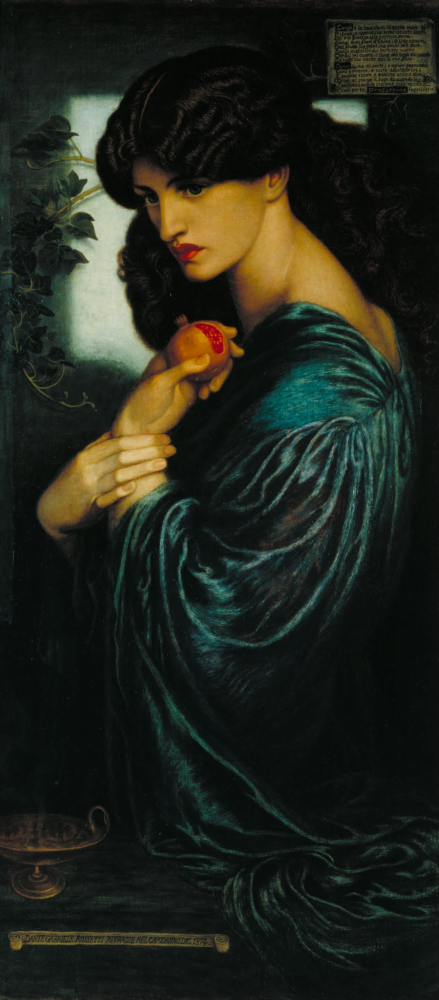 Lungi è la luce che in sù questo muro
Rifrange appena, un breve istante scorta
Del rio palazzo alla soprana porta.
Lungi quei fiori d'Enna, O lido oscuro,
Dal frutto tuo fatal che omai m'è duro.
Lungi quel cielo dal tartareo manto
Che quì mi cuopre: e lungi ahi lungi ahi quanto
Le notti che saràn dai dì che furo.
Lungi da me mi sento; e ognor sognando,
Cerco e ricerco, e resto ascoltatrice;
E qualche cuore a qualche anima dice,
(Di cui mi giunge il suon da quando in quando,
Continuamente insieme sospirando,)—
"Oimè per te, Proserpina infelice!"
DANTE GABRIELE ROSSETTI RITRASSE NEL CAPODANNO DEL 1874